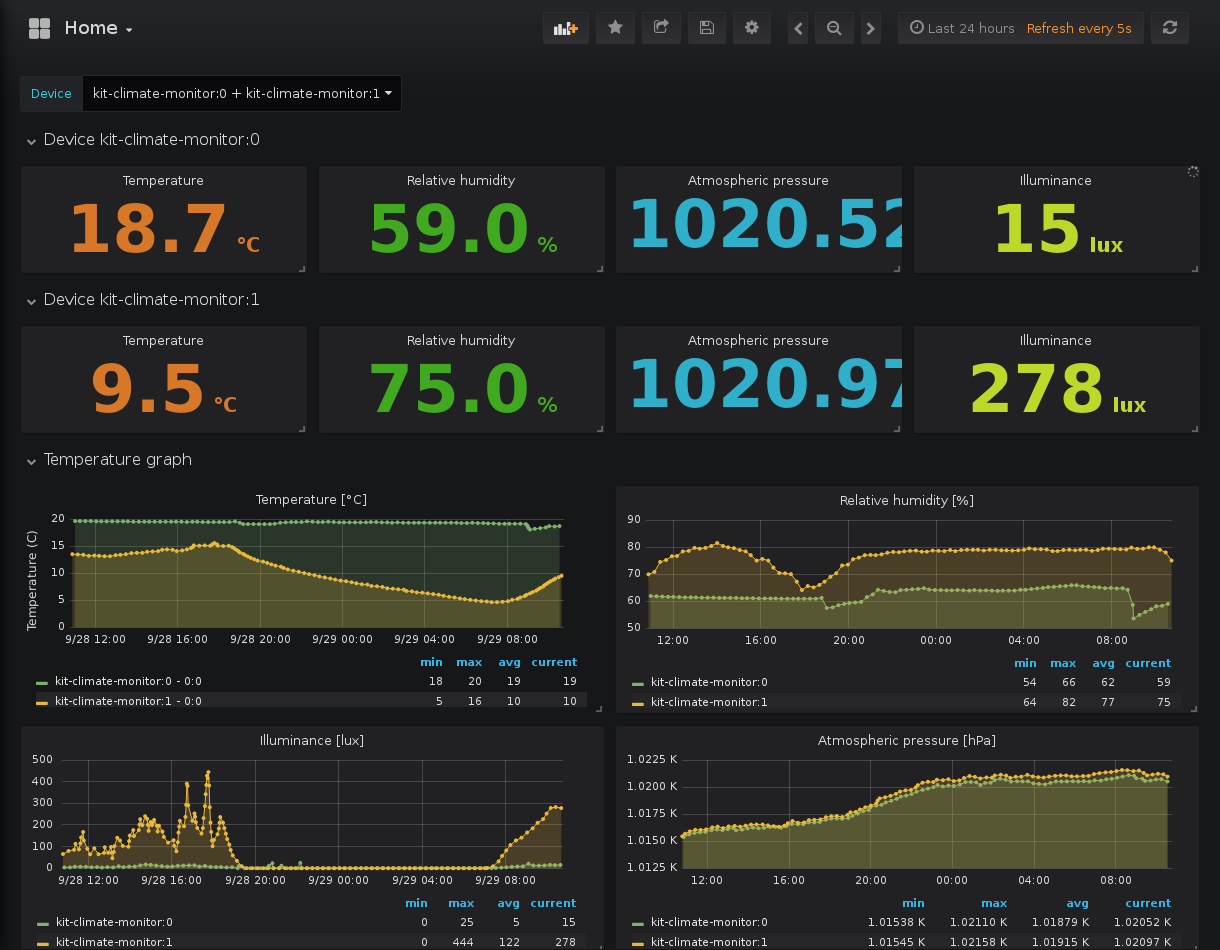 Home
Last 24 hours Refresh every 5s
Device kit-climate-monitor:0 + kit-climate-monitor:1
Device kit-climate-monitor:0
Temperature Relative humidity Atmospheric pressure Illuminance
18.7 °C 59.0 % 1020.52 15 lux
Device kit-climate-monitor:1
Temperature Relative humidity Atmospheric pressure Illuminance
9.5 °C 75.0 % 1020.97 278 lux
Temperature graph
Temperature [°C]
Temperature (C)
20
15
10
5
0
9/28 12:00 9/28 16:00 9/28 20:00 9/29 00:00 9/29 04:00 9/29 08:00
min max avg current
kit-climate-monitor:0 - 0:0 18 20 19 19
kit-climate-monitor:1 - 0:0 5 16 10 10
Relative humidity [%]
90
80
70
60
50
12:00 16:00 20:00 00:00 04:00 08:00
min max avg current
kit-climate-monitor:0 54 66 62 59
kit-climate-monitor:1 64 82 77 75
Illuminance [lux]
500
400
300
200
100
0
9/28 12:00 9/28 16:00 9/28 20:00 9/29 00:00 9/29 04:00 9/29 08:00
min max avg current
kit-climate-monitor:0 0 25 5 15
kit-climate-monitor:1 0 444 122 278
Atmospheric pressure [hPa]
1.0225 K
1.0200 K
1.0175 K
1.0150 K
1.0125 K
12:00 16:00 20:00 00:00 04:00 08:00
min max avg current
kit-climate-monitor:0 1.01538 K 1.02110 K 1.01879 K 1.02052 K
kit-climate-monitor:1 1.01545 K 1.02158 K 1.01915 K 1.02097 K